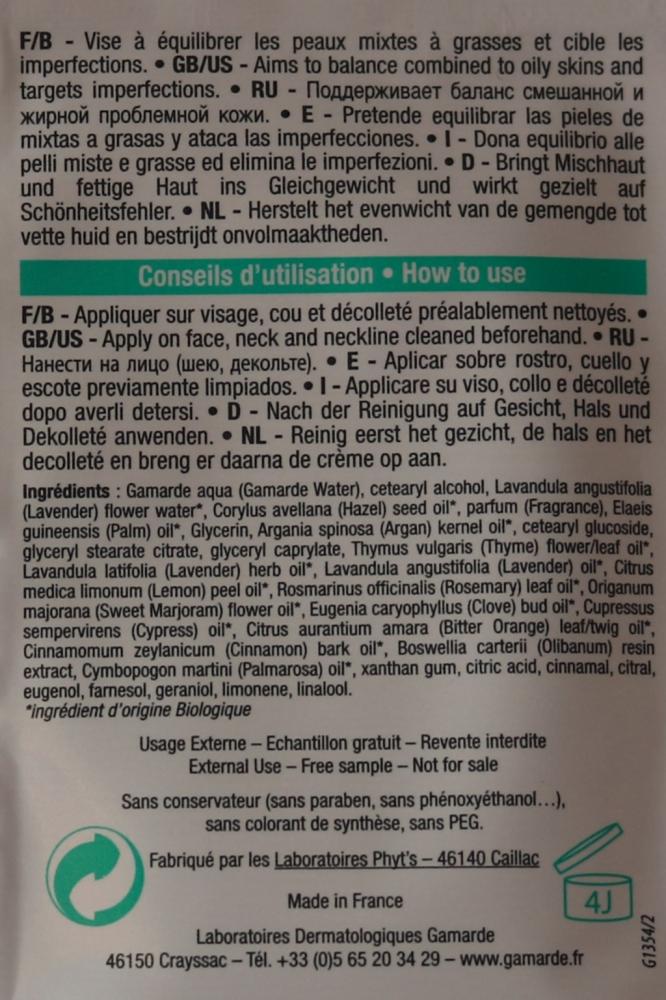 F/B - Vise à équilibrer les peaux mixtes à grasses et cible les
imperfections. • GB/US - Aims to balance combined to oily skins and
targets imperfections. • RU - Поддерживает баланс смешанной и
жирной проблемной кожи. • E - Pretende equilibrar las pieles de
mixtas a grasas y ataca las imperfecciones. • I - Dona equilibrio alle
pelli miste e grasse ed elimina le imperfezioni. • D - Bringt Mischhaut
und fettige Haut ins Gleichgewicht und wirkt gezielt auf
Schönheitsfehler. • NL - Herstelt het evenwicht van de gemengde tot
vette huid en bestrijdt onvolmaaktheden.
Conseils d'utilisation • How to use
F/B - Appliquer sur visage, cou et décolleté préalablement nettoyés. •
GB/US - Apply on face, neck and neckline cleaned beforehand. • RU -
Нанести на лицо (шею, декольте). • E - Aplicar sobre rostro, cuello y
escote previamente limpiados. • I - Applicare su viso, collo e décolleté
dopo averli detersi. • D - Nach der Reinigung auf Gesicht, Hals und
Dekolleté anwenden. • NL - Reinig eerst het gezicht, de hals en het
decolleté en breng er daarna de crème op aan.
Ingrédients : Gamarde aqua (Gamarde Water), cetearyl alcohol, Lavandula angustifolia
(Lavender) flower water*, Corylus avellana (Hazel) seed oil*, parfum (Fragrance), Elaeis
guineensis (Palm) oil*, Glycerin, Argania spinosa (Argan) kernel oil*, cetearyl glucoside,
glyceryl stearate citrate, glyceryl caprylate, Thymus vulgaris (Thyme) flower/leaf oil*,
Lavandula latifolia (Lavender) herb oil*, Lavandula angustifolia (Lavender) oil*, Citrus
medica limonum (Lemon) peel oil*, Rosmarinus officinalis (Rosemary) leaf oil*, Origanum
majorana (Sweet Marjoram) flower oil*, Eugenia caryophyllus (Clove) bud oil*, Cupressus
sempervirens (Cypress) oil*, Citrus aurantium amara (Bitter Orange) leaf/twig oil*,
Cinnamomum zeylanicum (Cinnamon) bark oil*, Boswellia carterii (Olibanum) resin
extract, Cymbopogon martini (Palmarosa) oil*, xanthan gum, citric acid, cinnamal, citral,
eugenol, farnesol, geraniol, limonene, linalool.
*ingrédient d'origine Biologique
Usage Externe – Echantillon gratuit – Revente interdite
External Use – Free sample – Not for sale
Sans conservateur (sans paraben, sans phénoxyéthanol...),
sans colorant de synthèse, sans PEG.
Fabriqué par les Laboratoires Phyt's – 46140 Caillac
Made in France
4J
Laboratoires Dermatologiques Gamarde
46150 Crayssac – Tél. +33 (0)5 65 20 34 29 – www.gamarde.fr
G1354/2